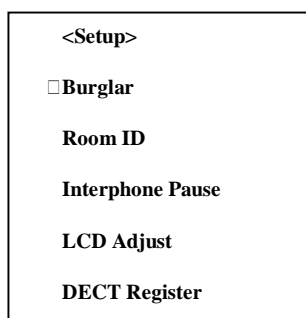 <Setup>
□Burglar
Room ID
Interphone Pause
LCD Adjust
DECT Register